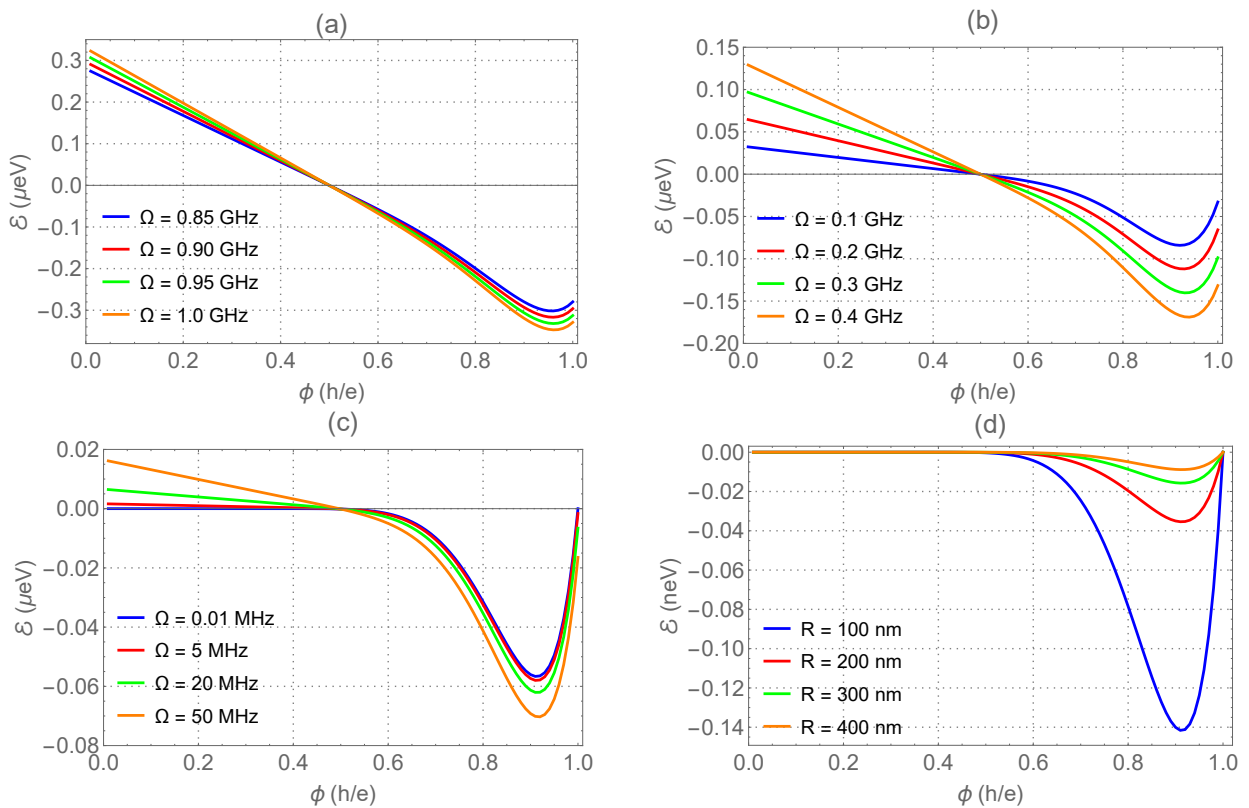 (a)
0.3
0.2
0.1
0.0
−0.1
−0.2
−0.3
ℰ (μeV)
Ω = 0.85 GHz
Ω = 0.90 GHz
Ω = 0.95 GHz
Ω = 1.0 GHz
0.0 0.2 0.4 0.6 0.8 1.0
ϕ (h/e)
(b)
0.15
0.10
0.05
0.00
−0.05
−0.10
−0.15
−0.20
ℰ (μeV)
Ω = 0.1 GHz
Ω = 0.2 GHz
Ω = 0.3 GHz
Ω = 0.4 GHz
0.0 0.2 0.4 0.6 0.8 1.0
ϕ (h/e)
(c)
0.02
0.00
−0.02
−0.04
−0.06
−0.08
ℰ (μeV)
Ω = 0.01 MHz
Ω = 5 MHz
Ω = 20 MHz
Ω = 50 MHz
0.0 0.2 0.4 0.6 0.8 1.0
ϕ (h/e)
(d)
0.00
−0.02
−0.04
−0.06
−0.08
−0.10
−0.12
−0.14
ℰ (neV)
R = 100 nm
R = 200 nm
R = 300 nm
R = 400 nm
0.0 0.2 0.4 0.6 0.8 1.0
ϕ (h/e)